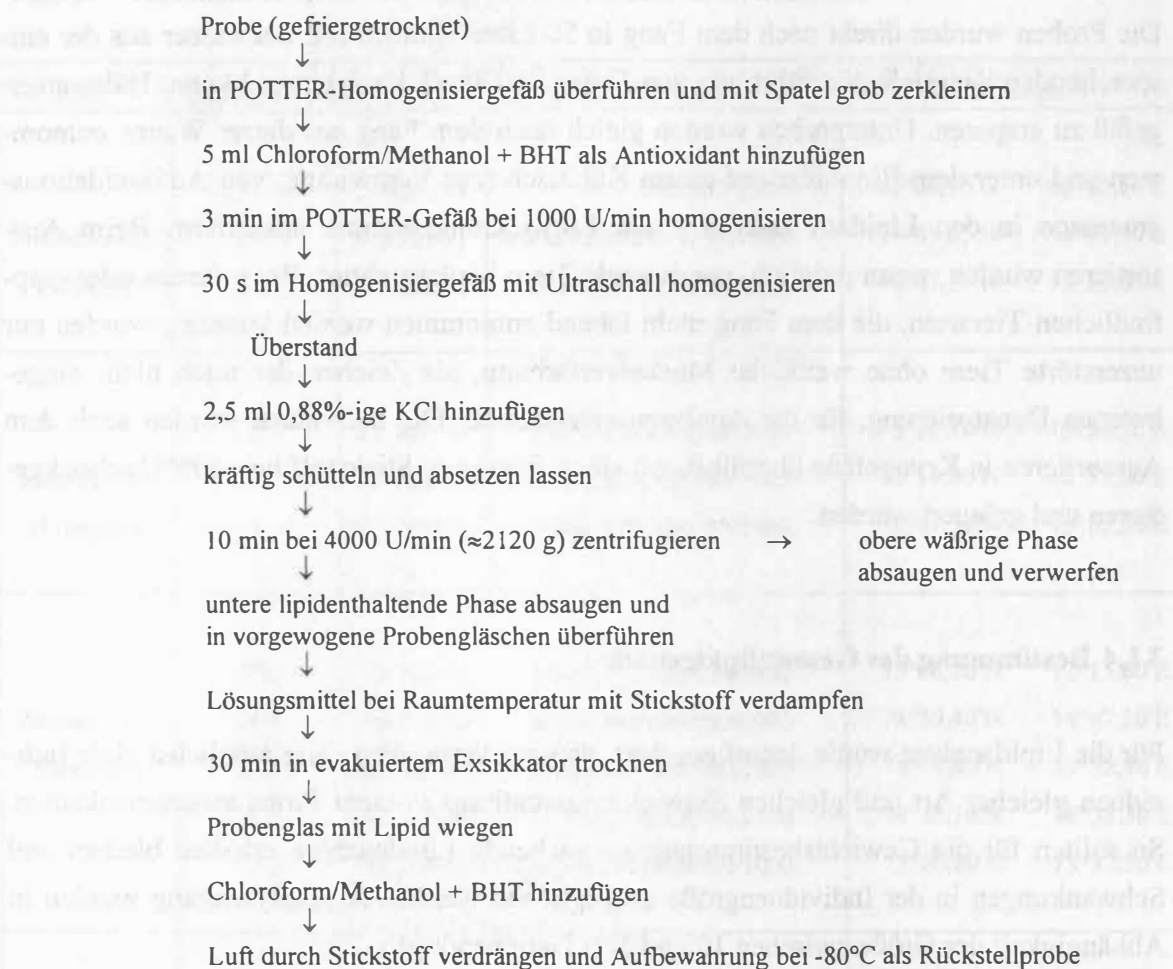 Probe (gefriergetrocknet)
↓
in POTTER-Homogenisiergefäß überführen und mit Spatel grob zerkleinern
↓
5 ml Chloroform/Methanol + BHT als Antioxidant hinzufügen
↓
3 min im POTTER-Gefäß bei 1000 U/min homogenisieren
↓
30 s im Homogenisiergefäß mit Ultraschall homogenisieren
↓
Überstand
↓
2,5 ml 0,88%-ige KCl hinzufügen
↓
kräftig schütteln und absetzen lassen
↓
10 min bei 4000 U/min (≈2120 g) zentrifugieren → obere wäßrige Phase
absaugen und verwerfen
↓
untere lipidenthaltende Phase absaugen und
in vorgewogene Probengläschen überführen
↓
Lösungsmittel bei Raumtemperatur mit Stickstoff verdampfen
↓
30 min im evakuierten Exsikkator trocknen
↓
Probenglas mit Lipid wiegen
↓
Chloroform/Methanol + BHT hinzufügen
↓
Luft durch Stickstoff verdrängen und Aufbewahrung bei -80°C als Rückstellprobe